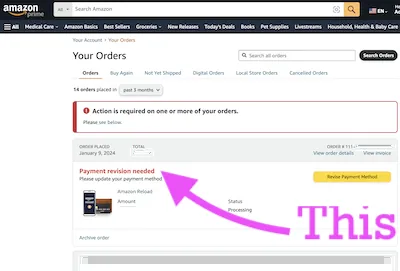 amazon
prime
All
Search Amazon
EN
All
Medical Care
Amazon Basics
Best Sellers
Groceries
New Releases
Today's Deals
Books
Pet Supplies
Livestreams
Household, Health & Baby Care
Your Account › Your Orders
Your Orders
Search all orders
Search Orders
Orders
Buy Again
Not Yet Shipped
Digital Orders
Local Store Orders
Cancelled Orders
14 orders placed in
past 3 months
Action is required on one or more of your orders.
Please see below.
ORDER PLACED
January 9, 2024
TOTAL
ORDER # 111-
View order details
View invoice
Payment revision needed
Please update your payment method
Revise Payment Method
Amazon Reload
Amount
Status
Processing
This
Archive order